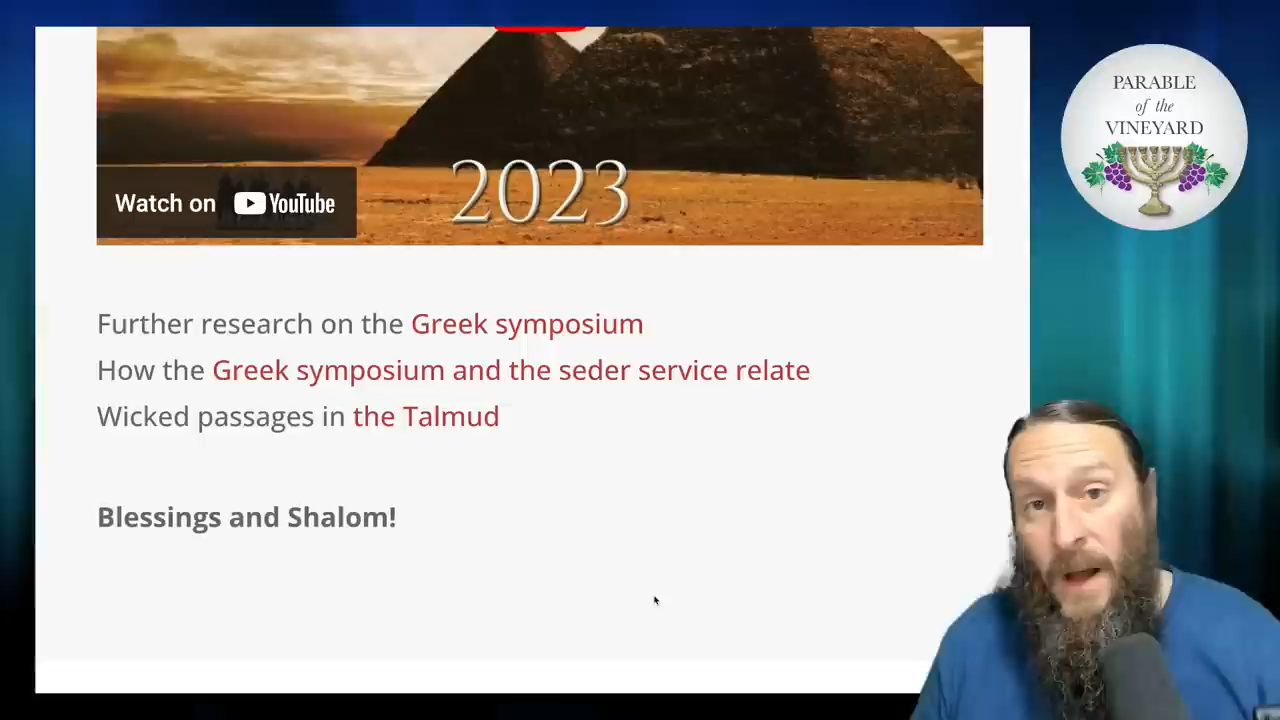 PARABLE
of the
VINEYARD
2023
Watch on YouTube
Further research on the Greek symposium
How the Greek symposium and the seder service relate
Wicked passages in the Talmud
Blessings and Shalom!